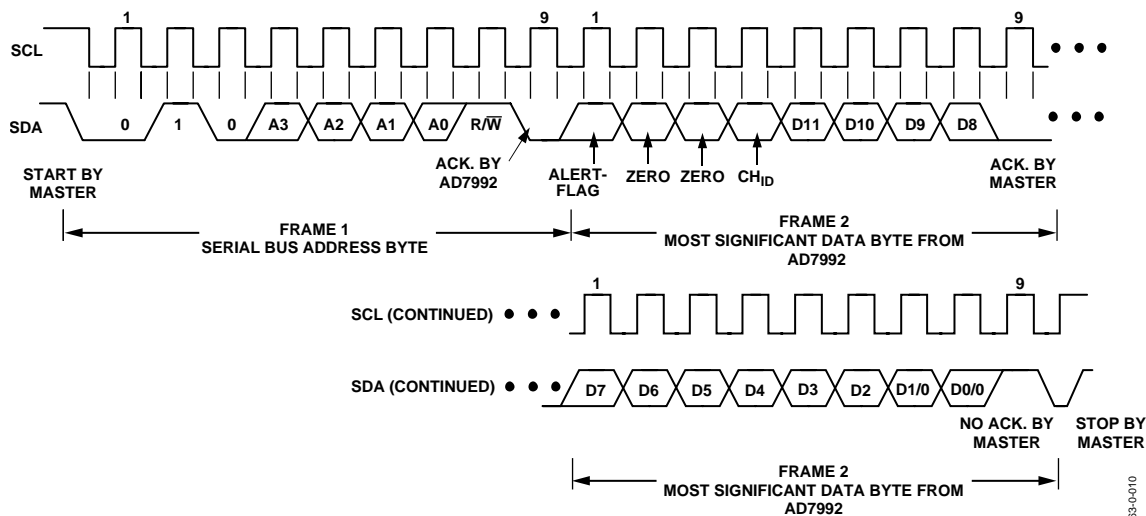 1 9 1 9
SCL
SDA
0 1 0 A3 A2 A1 A0 R/W̅ D11 D10 D9 D8
START BY
MASTER
ACK. BY
AD7992
ALERT-
FLAG
ZERO
ZERO
CH_ID
ACK. BY
MASTER
FRAME 1
SERIAL BUS ADDRESS BYTE
FRAME 2
MOST SIGNIFICANT DATA BYTE FROM
AD7992
1 9
SCL (CONTINUED)
SDA (CONTINUED)
D7 D6 D5 D4 D3 D2 D1/0 D0/0
NO ACK. BY
MASTER
STOP BY
MASTER
FRAME 2
MOST SIGNIFICANT DATA BYTE FROM
AD7992